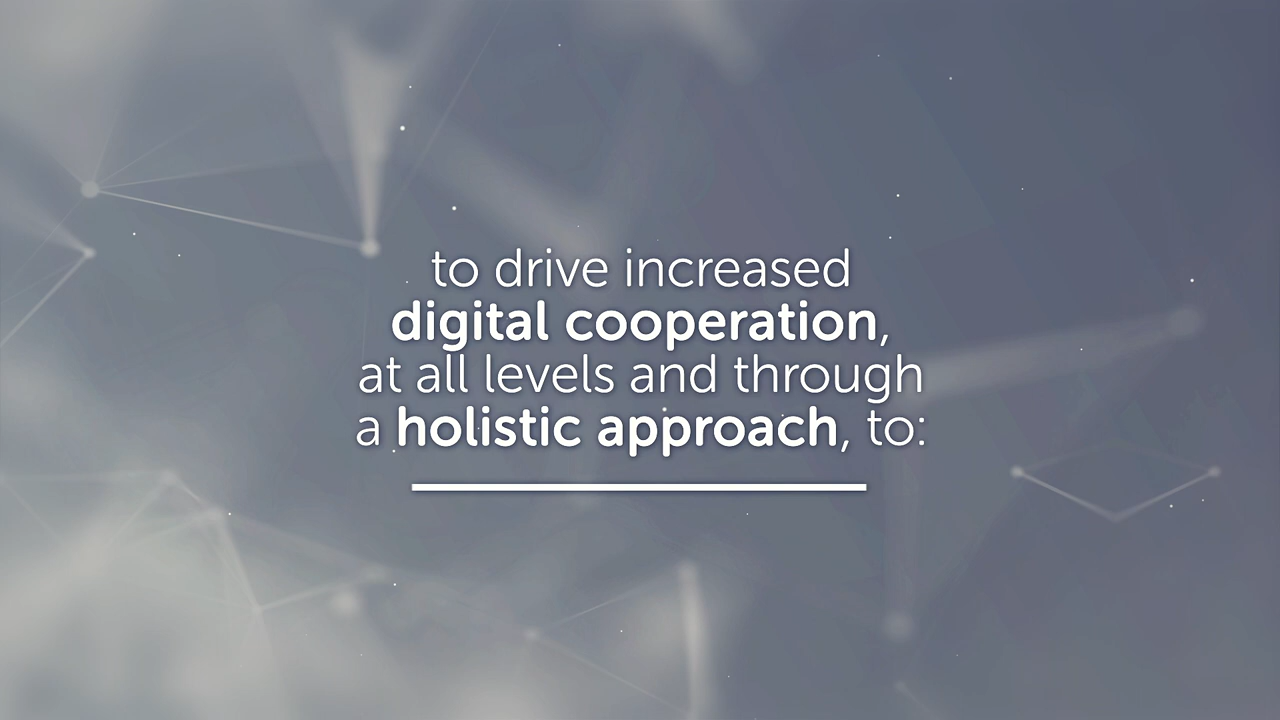 to drive increased
digital cooperation,
at all levels and through
a holistic approach, to: